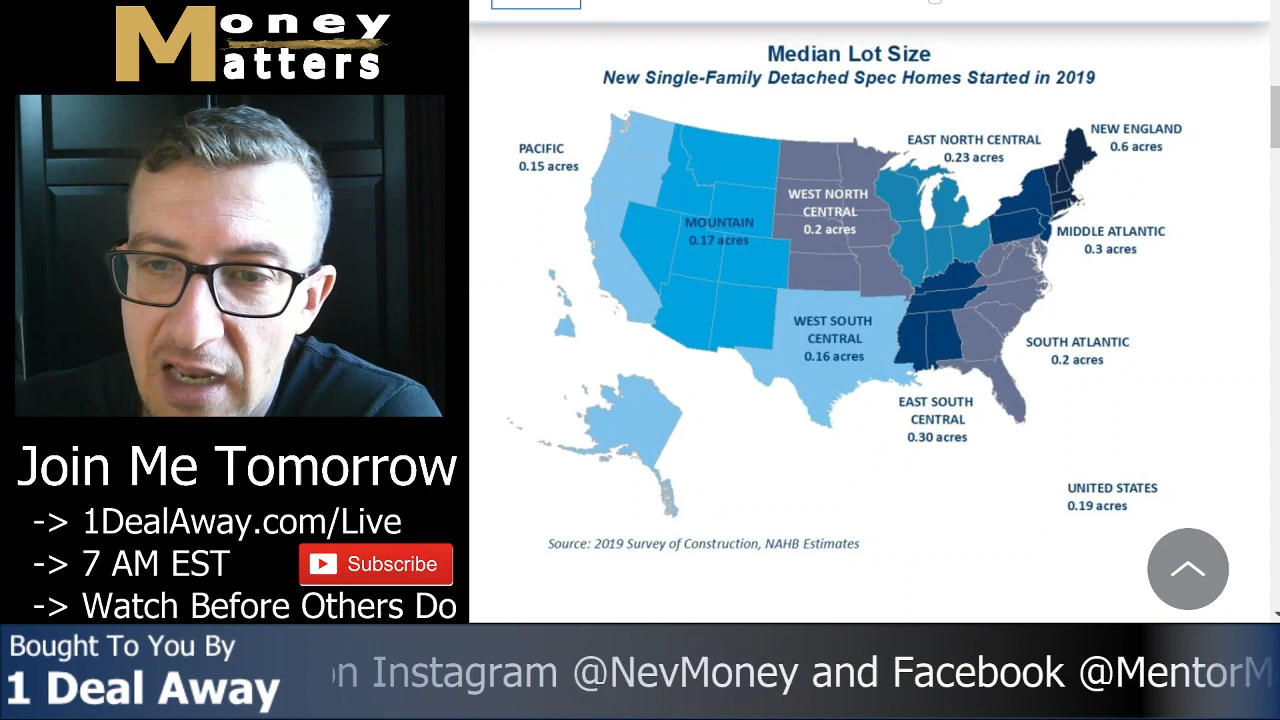 Money
Matters
Join Me Tomorrow
-> 1DealAway.com/Live
-> 7 AM EST
Subscribe
-> Watch Before Others Do
Median Lot Size
New Single-Family Detached Spec Homes Started in 2019
PACIFIC
0.15 acres
MOUNTAIN
0.17 acres
WEST NORTH
CENTRAL
0.2 acres
EAST NORTH CENTRAL
0.23 acres
NEW ENGLAND
0.6 acres
MIDDLE ATLANTIC
0.3 acres
WEST SOUTH
CENTRAL
0.16 acres
SOUTH ATLANTIC
0.2 acres
EAST SOUTH
CENTRAL
0.30 acres
UNITED STATES
0.19 acres
Source: 2019 Survey of Construction, NAHB Estimates
Bought To You By
1 Deal Away
on Instagram @NevMoney and Facebook @MentorM